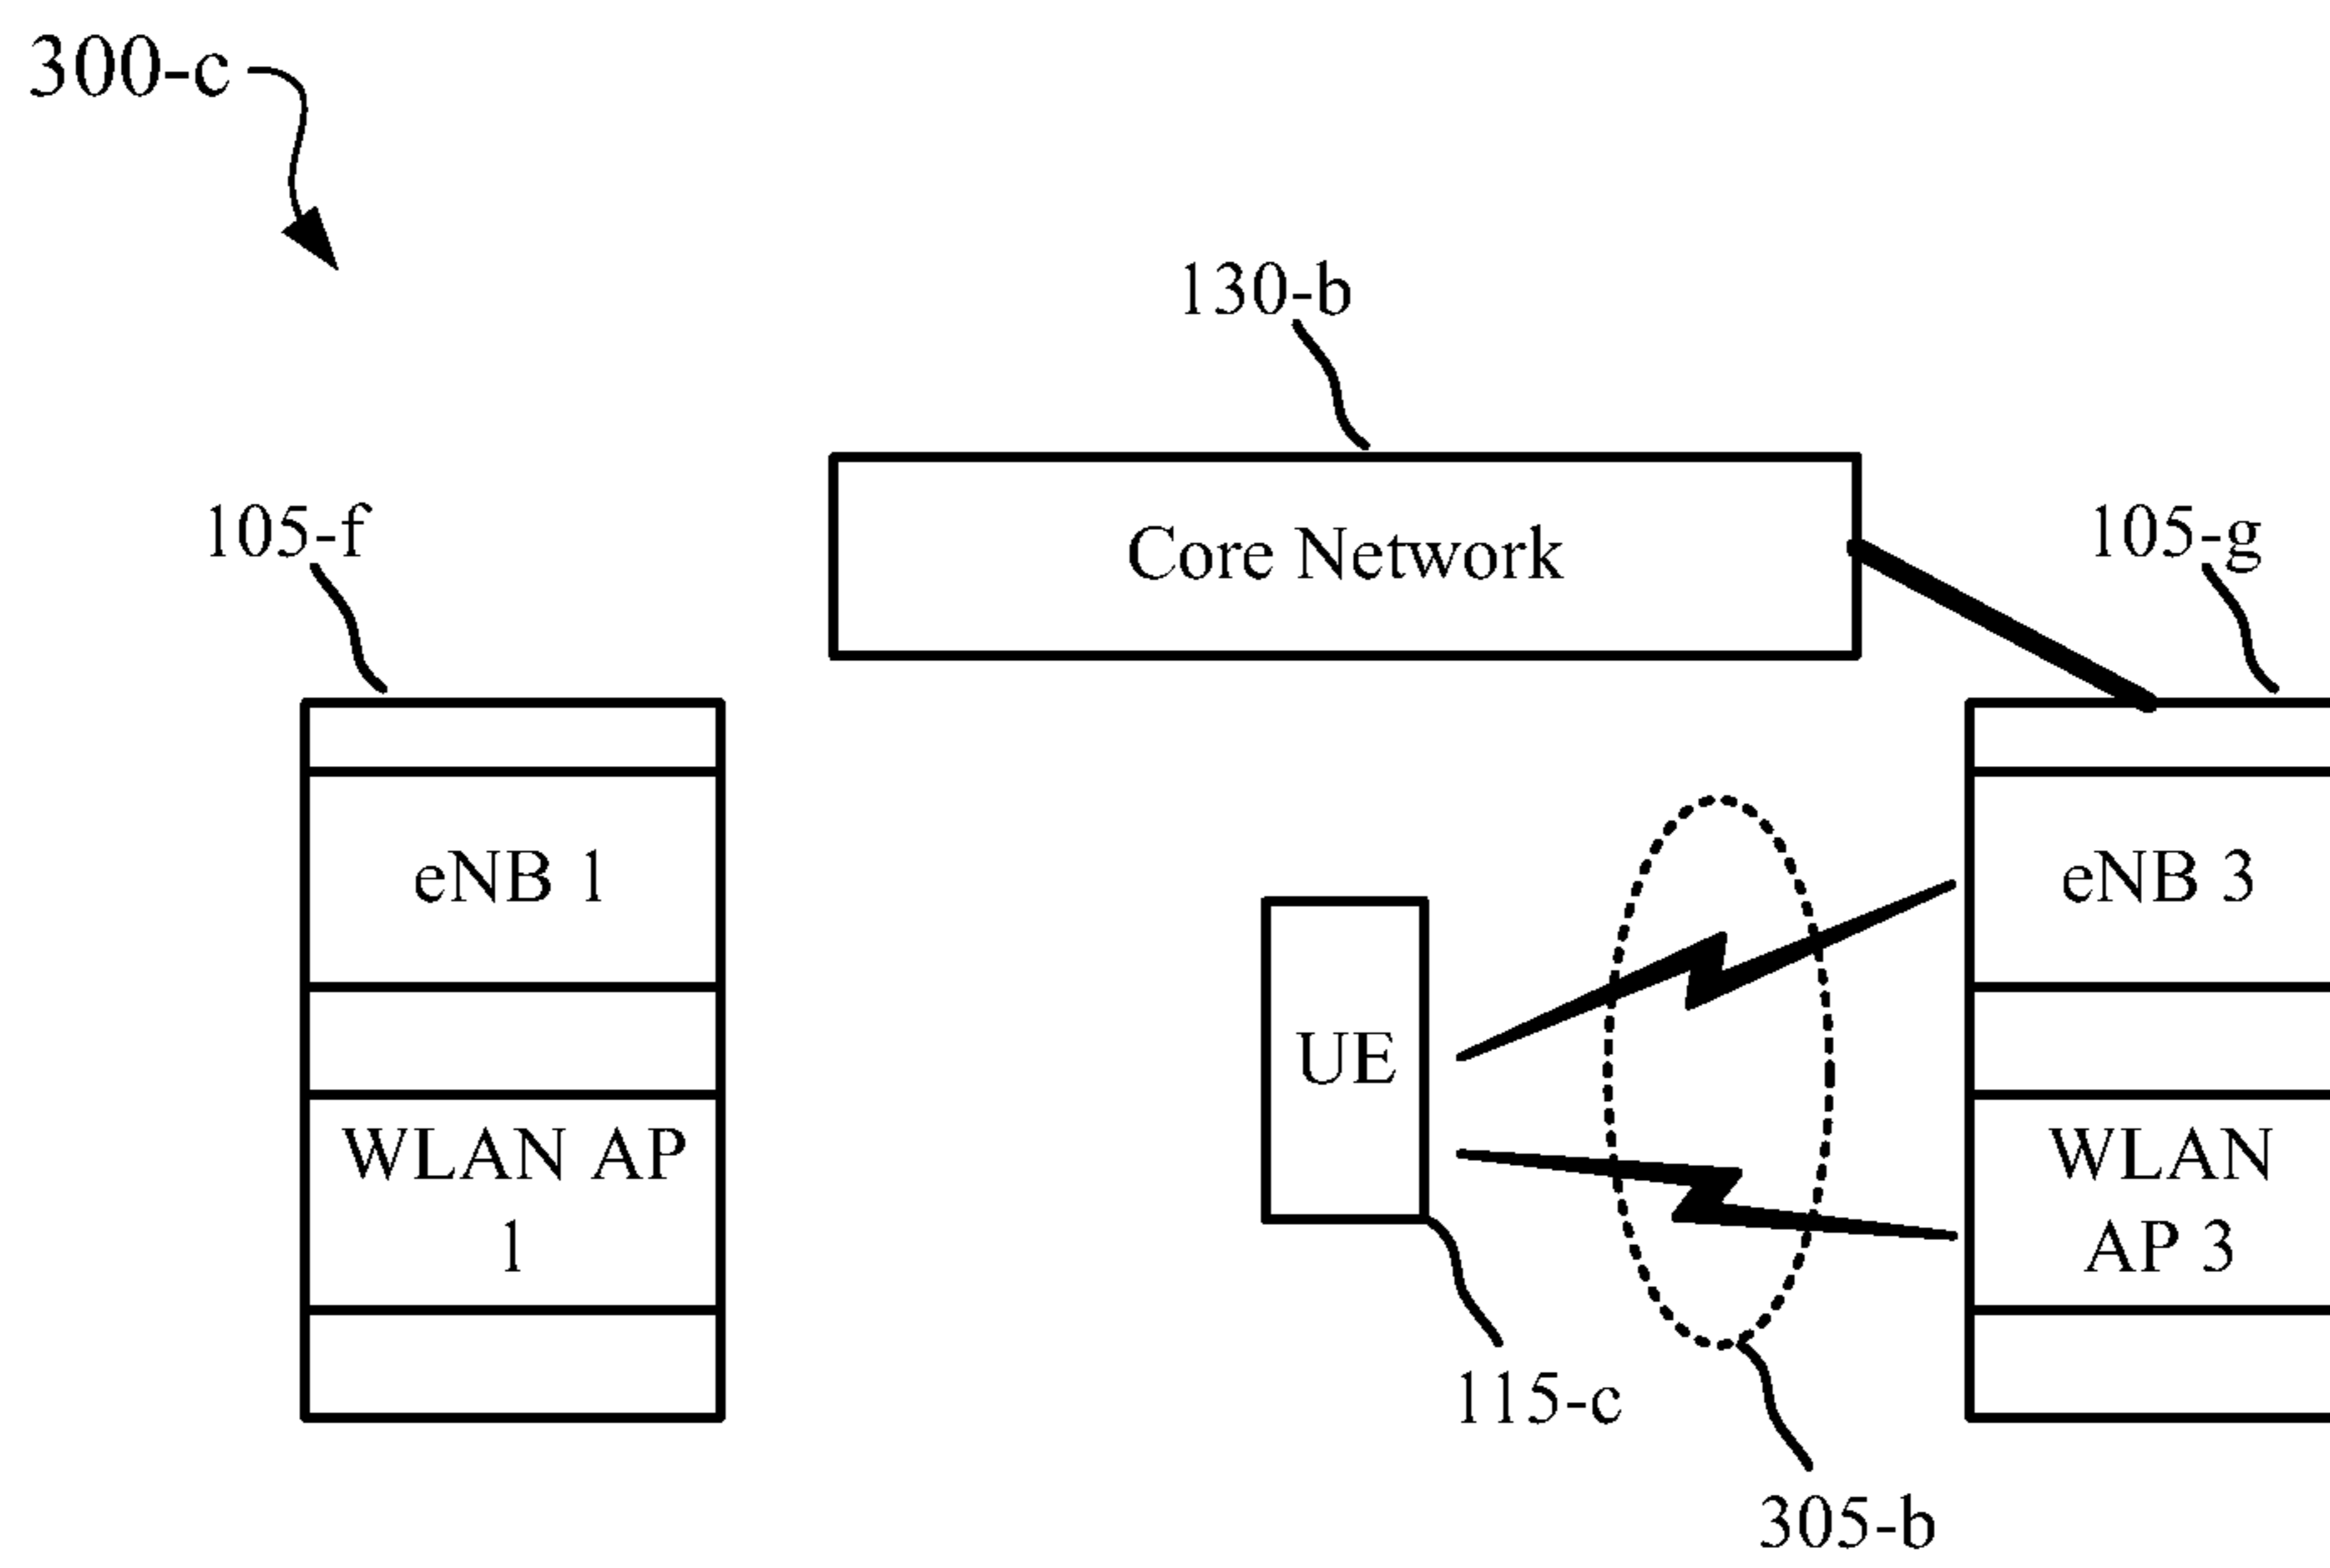 300-c
130-b
105-f
Core Network
105-g
eNB 1
eNB 3
UE
WLAN AP
1
WLAN
AP 3
115-c
305-b